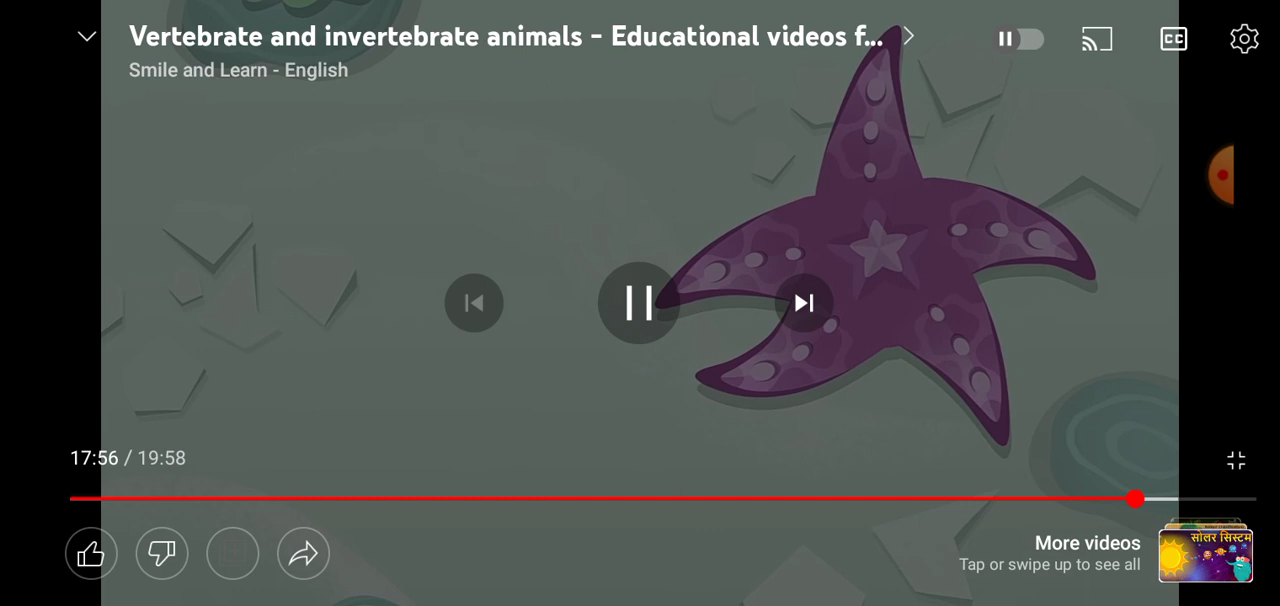 Vertebrate and invertebrate animals - Educational videos f...
Smile and Learn - English
CC
17:56 / 19:58
More videos
Tap or swipe up to see all
सोलर सिस्टम